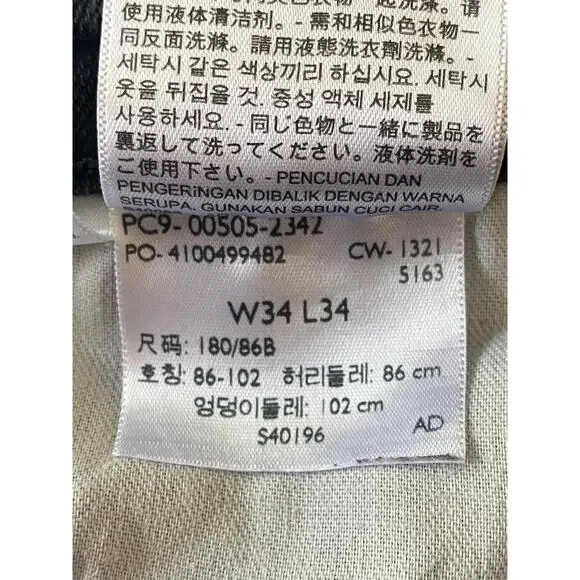 使用液体清洁剂。- 需和相似色衣物一
同反面洗滌。請用液態洗衣劑洗滌。-
세탁시 같은 색상끼리 하십시요. 세탁시
옷을 뒤집을 것. 중성 액체 세제를
사용하세요. - 同じ色物と一緒に製品を
裏返して洗ってください。液体洗剤を
ご使用下さい。- PENCUCIAN DAN
PENGERiNGAN DIBALIK DENGAN WARNA
SERUPA. GUNAKAN SABUN CUCI CAIR.
PC9- 00505-2342
PO- 4100499482 CW- 1321
5163
W34 L34
尺码: 180/86B
호칭: 86-102 허리둘레: 86 cm
엉덩이둘레: 102 cm
S40196 AD